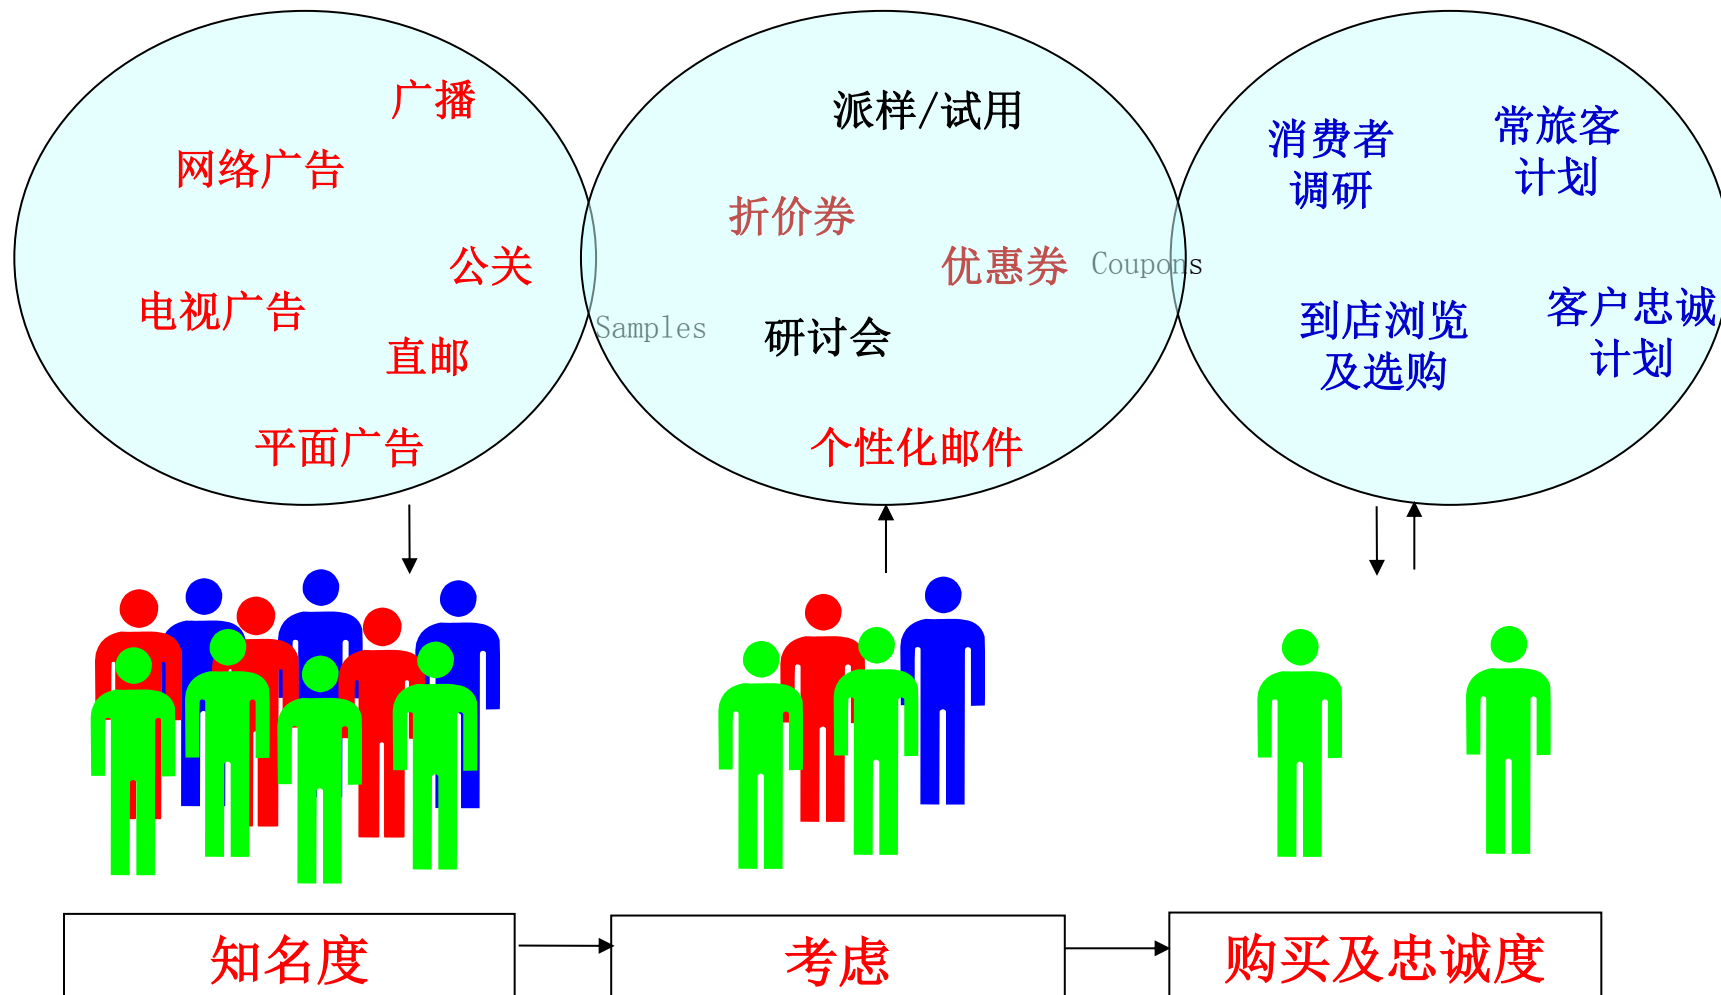 广播
网络广告
公关
电视广告
直邮
平面广告
Samples
派样/试用
折价券
优惠券
研讨会
个性化邮件
Coupons
消费者
调研
常旅客
计划
到店浏览
及选购
客户忠诚
计划
知名度
考虑
购买及忠诚度